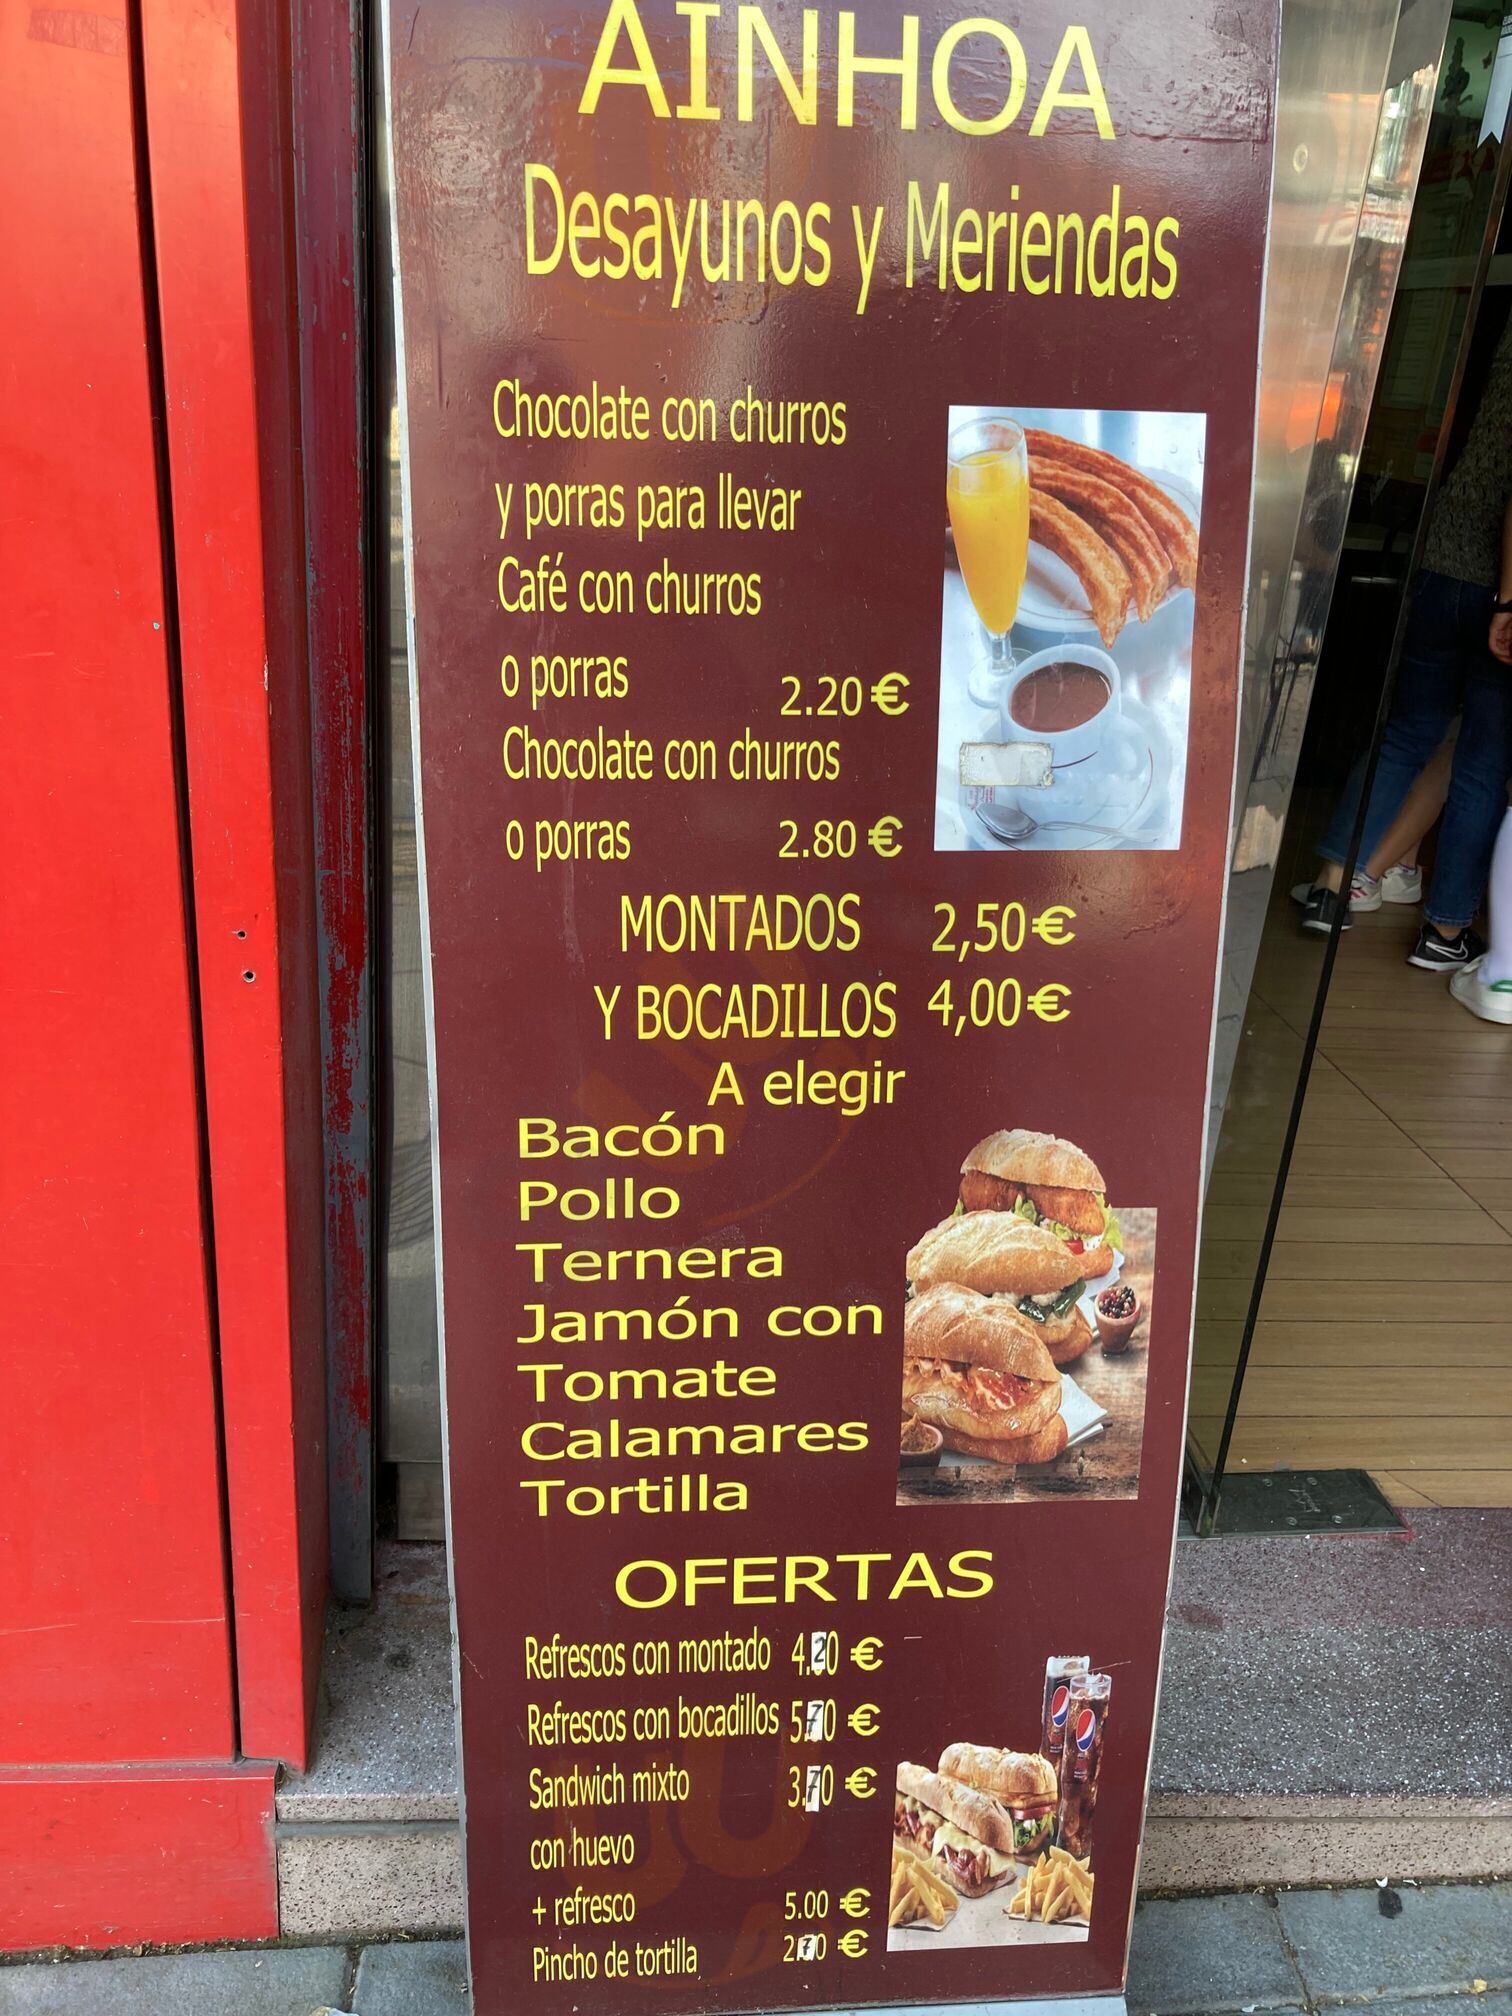 AINHOA
Desayunos y Meriendas
Chocolate con churros
y porras para llevar
Café con churros
o porras 2.20 €
Chocolate con churros
o porras 2.80 €
MONTADOS 2,50 €
Y BOCADILLOS 4,00 €
A elegir
Bacón
Pollo
Ternera
Jamón con
Tomate
Calamares
Tortilla
OFERTAS
Refrescos con montado 4.20 €
Refrescos con bocadillos 5.70 €
Sandwich mixto 3.70 €
con huevo
+ refresco 5.00 €
Pincho de tortilla 2.70 €